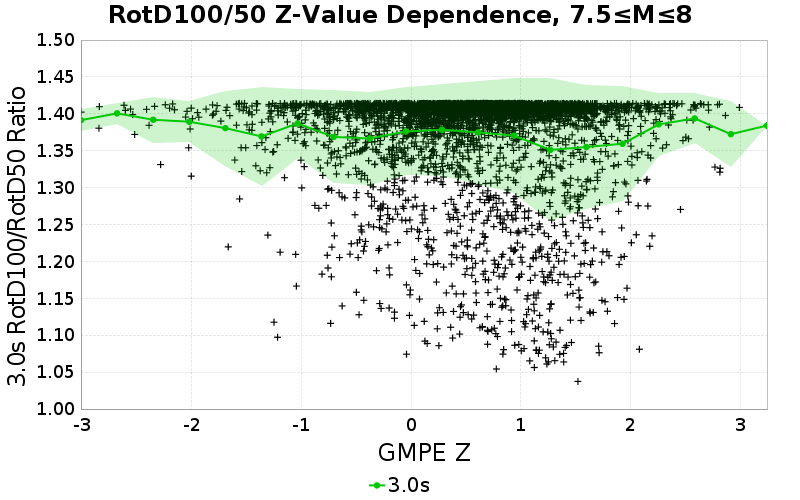 RotD100/50 Z-Value Dependence, 7.5≤M≤8
3.0s RotD100/RotD50 Ratio
1.50
1.45
1.40
1.35
1.30
1.25
1.20
1.15
1.10
1.05
1.00
-3 -2 -1 0 1 2 3
GMPE Z
3.0s